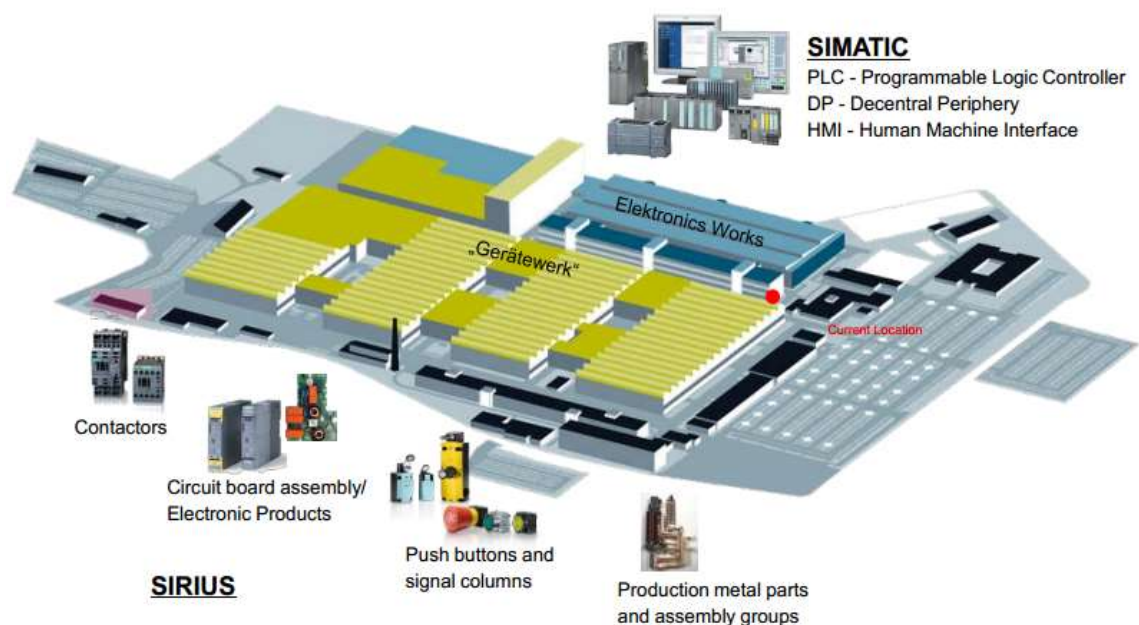 SIMATIC
PLC - Programmable Logic Controller
DP - Decentral Periphery
HMI - Human Machine Interface
Elektronics Works
„Gerätewerk“
Current Location
Contactors
Circuit board assembly/
Electronic Products
Push buttons and
signal columns
Production metal parts
and assembly groups
SIRIUS